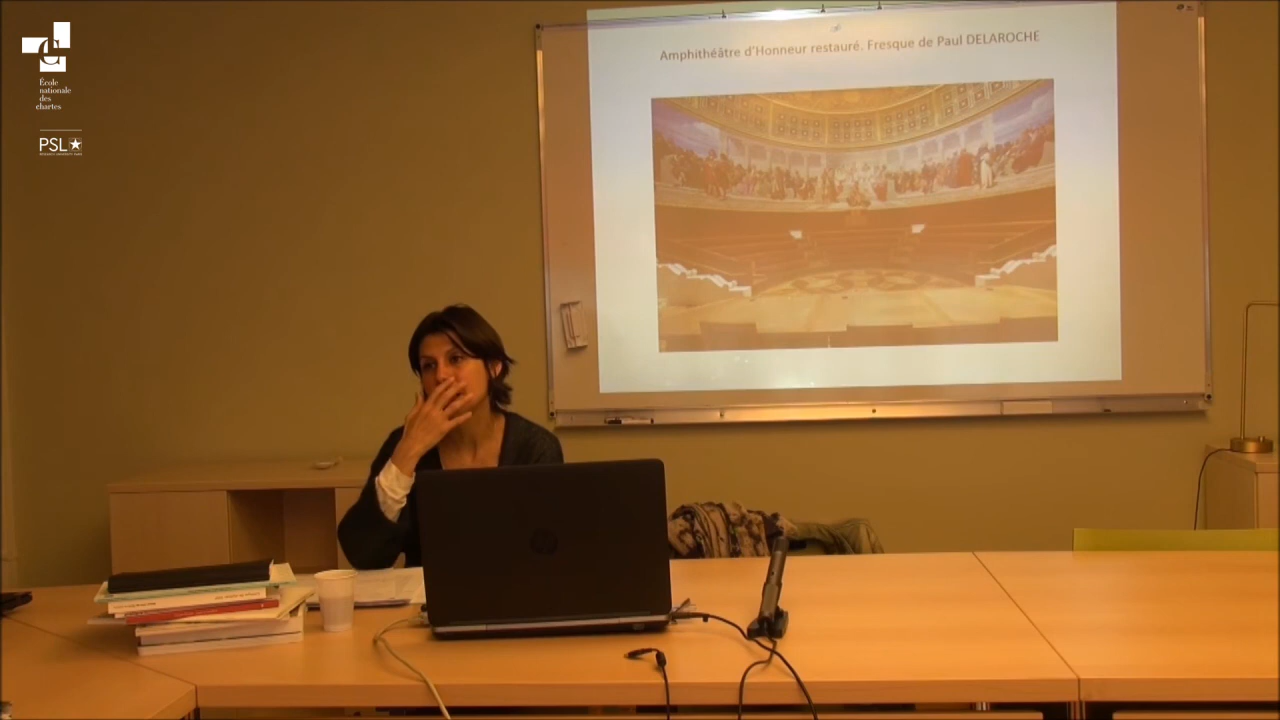 École
nationale
des
chartes
PSL
Amphithéâtre d'Honneur restauré. Fresque de Paul DELAROCHE